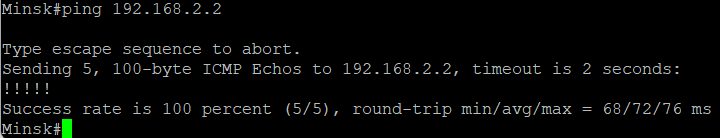 Minsk#ping 192.168.2.2
Type escape sequence to abort.
Sending 5, 100-byte ICMP Echos to 192.168.2.2, timeout is 2 seconds:
!!!!!
Success rate is 100 percent (5/5), round-trip min/avg/max = 68/72/76 ms
Minsk#